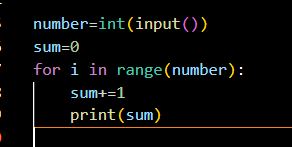 number=int(input())
sum=0
for i in range(number):
    sum+=1
    print(sum)